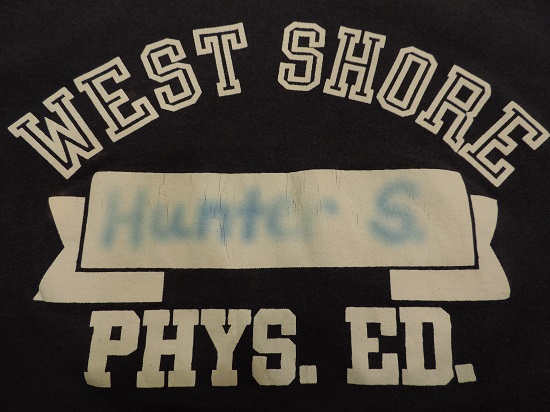 WEST SHORE
Hunter S.
PHYS. ED.